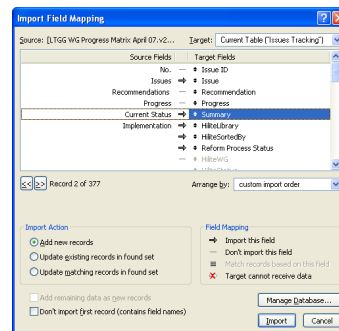 Import Field Mapping
Source: [LTGG WG Progress Matrix April 07.v2... Target: Current Table ("Issues Tracking")
Source Fields Target Fields
No. Issue ID
Issues Issue
Recommendations Recommendation
Progress Progress
Current Status Summary
Implementation HiliteLibrary
HiliteSortedBy
Reform Process Status
HiliteWG
<< >> Record 2 of 377 Arrange by: custom import order
Import Action Field Mapping
Add new records Import this field
Update existing records in found set Don't import this field
Update matching records in found set Match records based on this field
Target cannot receive data
Add remaining data as new records
Don't import first record (contains field names) Manage Database...
Import Cancel